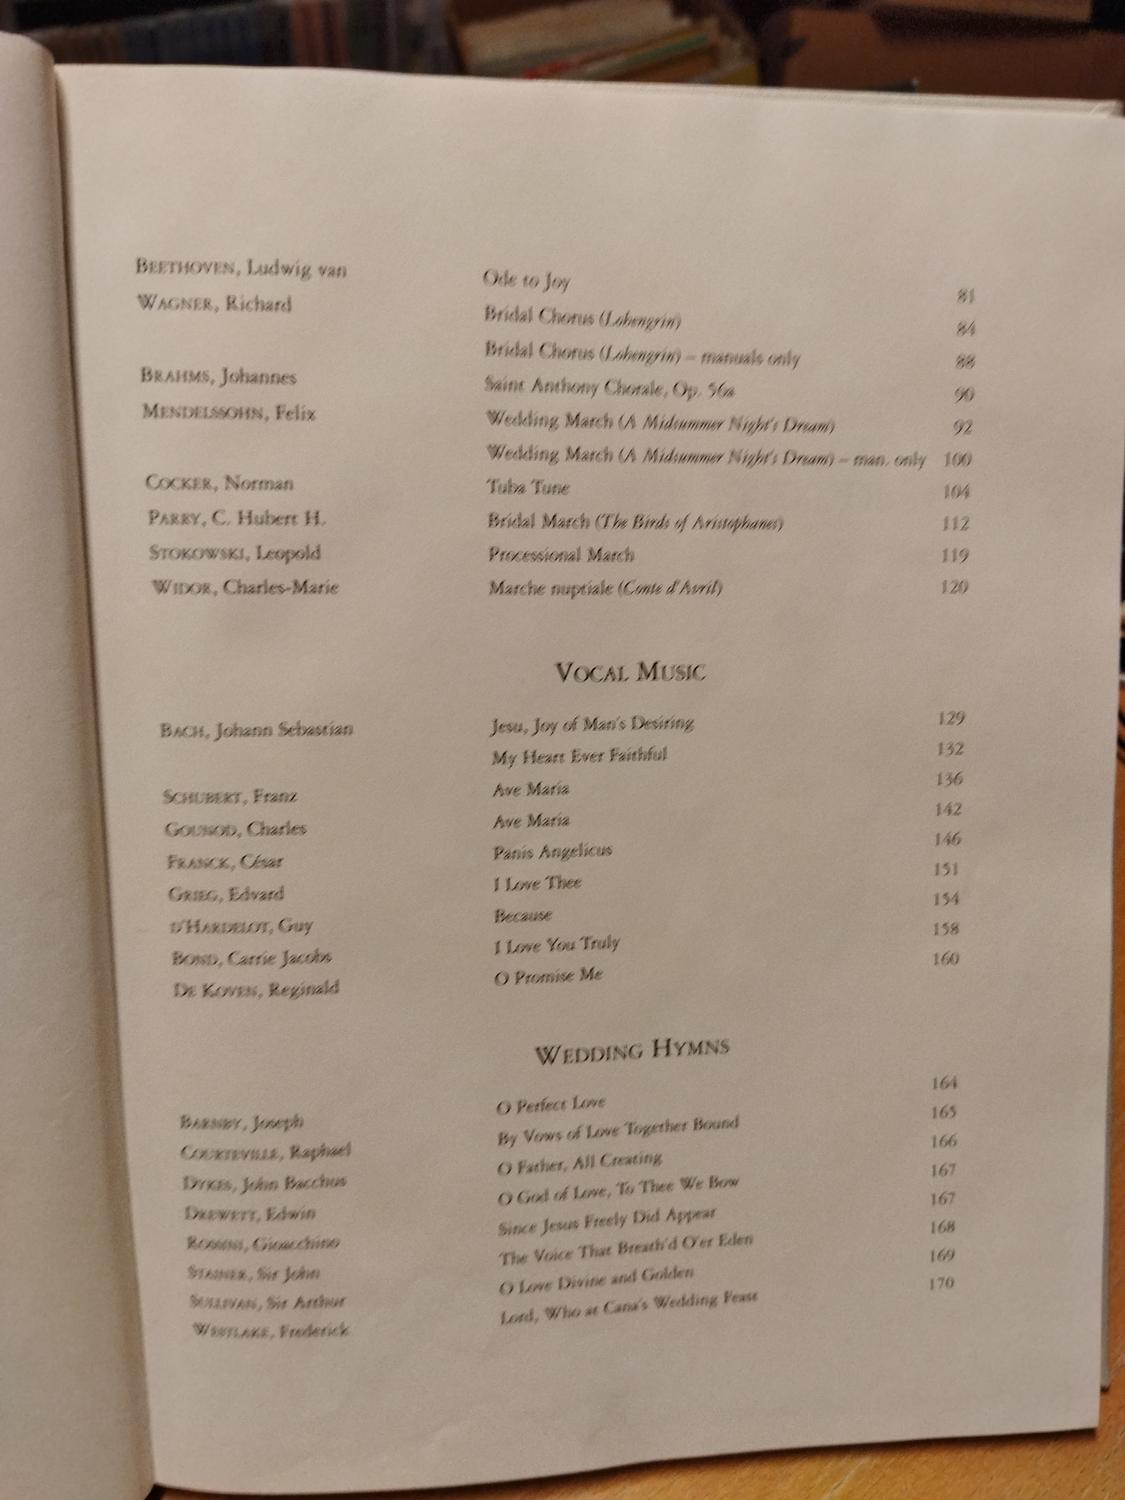 BEETHOVEN, Ludwig van Ode to Joy 81
WAGNER, Richard Bridal Chorus (Lohengrin) 84
Bridal Chorus (Lohengrin) – manuals only 88
BRAHMS, Johannes Saint Anthony Chorale, Op. 56a 90
MENDELSSOHN, Felix Wedding March (A Midsummer Night's Dream) 92
Wedding March (A Midsummer Night's Dream) – man. only 100
COCKER, Norman Tuba Tune 104
PARRY, C. Hubert H. Bridal March (The Birds of Aristophanes) 112
STOKOWSKI, Leopold Processional March 119
WIDOR, Charles-Marie Marche nuptiale (Conte d'Avril) 120
VOCAL MUSIC
BACH, Johann Sebastian Jesu, Joy of Man's Desiring 129
My Heart Ever Faithful 132
SCHUBERT, Franz Ave Maria 136
GOUNOD, Charles Ave Maria 142
FRANCK, César Panis Angelicus 146
GRIEG, Edvard I Love Thee 151
D'HARDELOT, Guy Because 154
BOND, Carrie Jacobs I Love You Truly 158
DE KOVEN, Reginald O Promise Me 160
WEDDING HYMNS
BARNBY, Joseph O Perfect Love 164
COURTEVILLE, Raphael By Vows of Love Together Bound 165
DYKES, John Bacchus O Father, All Creating 166
DREWETT, Edwin O God of Love, To Thee We Bow 167
ROSSINI, Gioacchino Since Jesus Freely Did Appear 167
STAINER, Sir John The Voice That Breath'd O'er Eden 168
SULLIVAN, Sir Arthur O Love Divine and Golden 169
WESTLAKE, Frederick Lord, Who at Cana's Wedding Feast 170